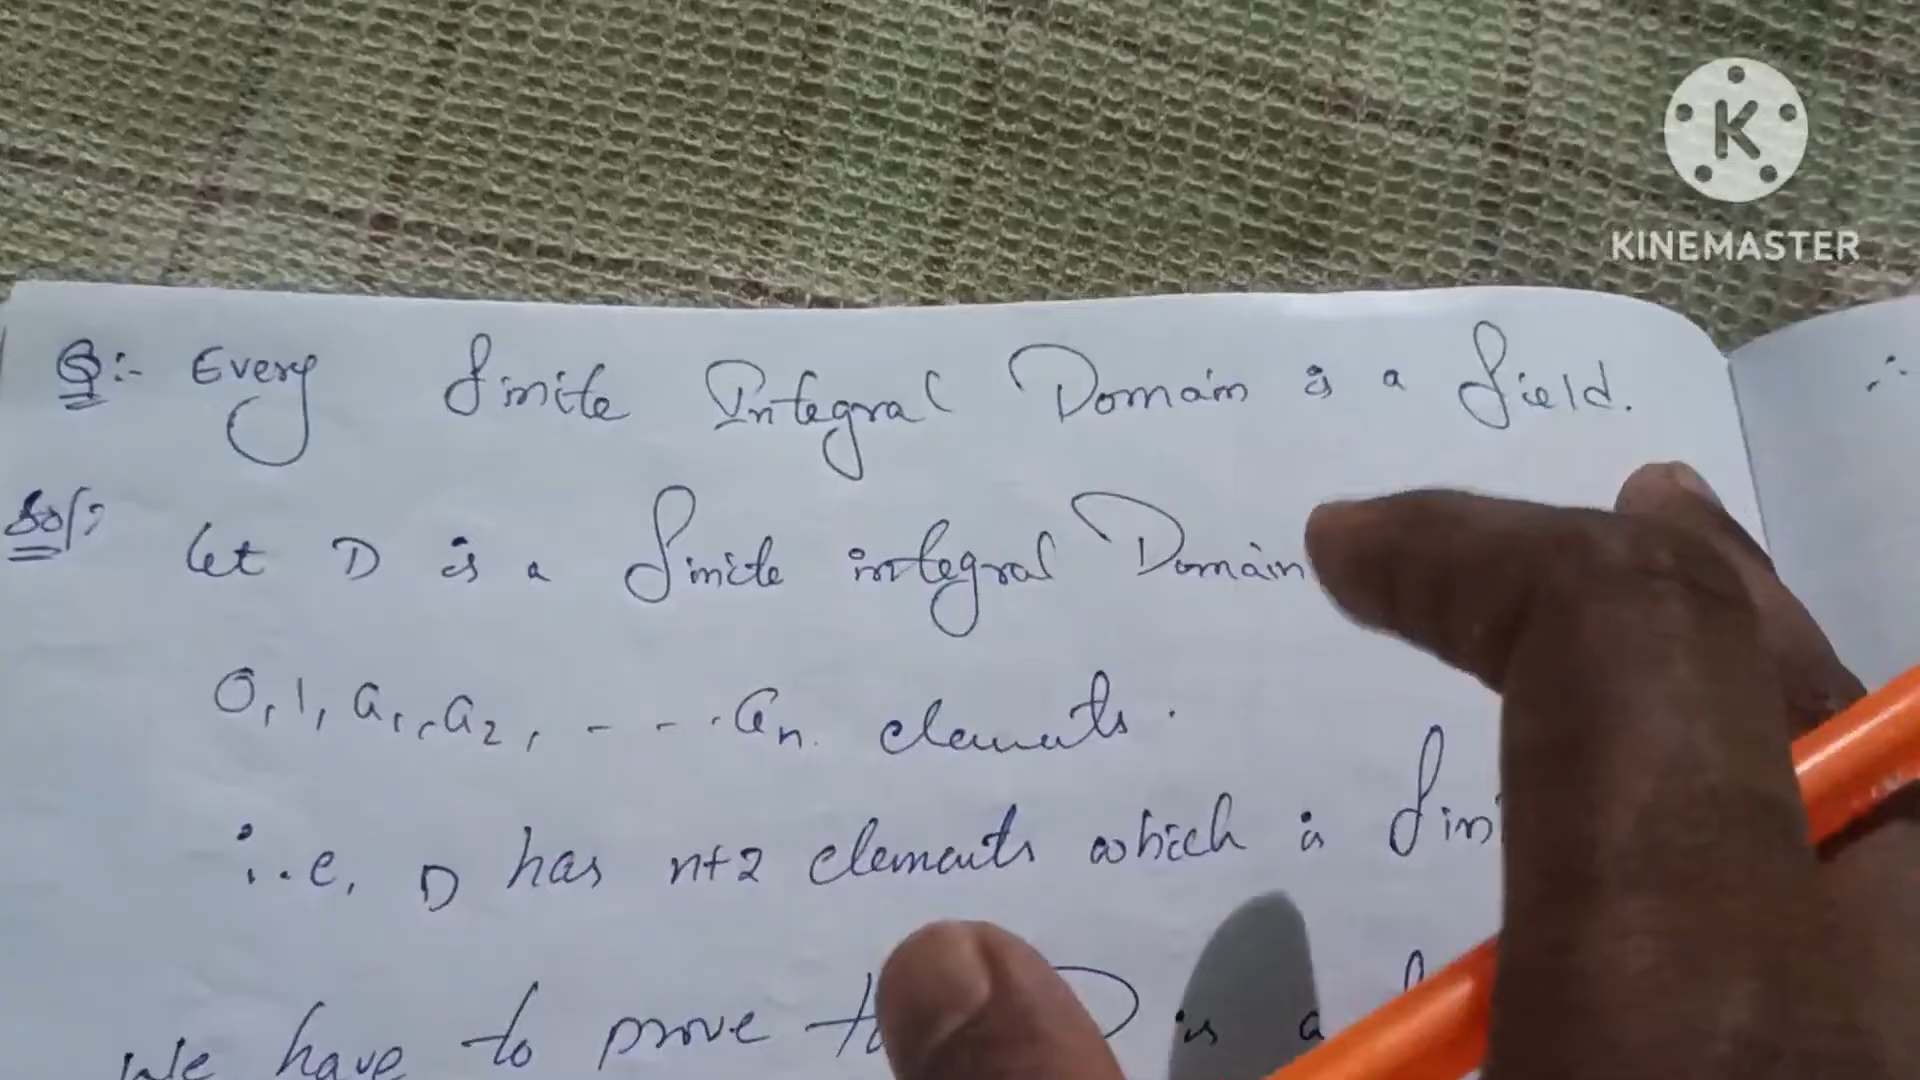 K
KINEMASTER
Q:- Every finite Integral Domain is a field.
Sol:
Let D is a finite integral Domain
0, 1, a1, a2, - - - . an. elements.
i.e, D has n+2 elements which is
We have to prove is a